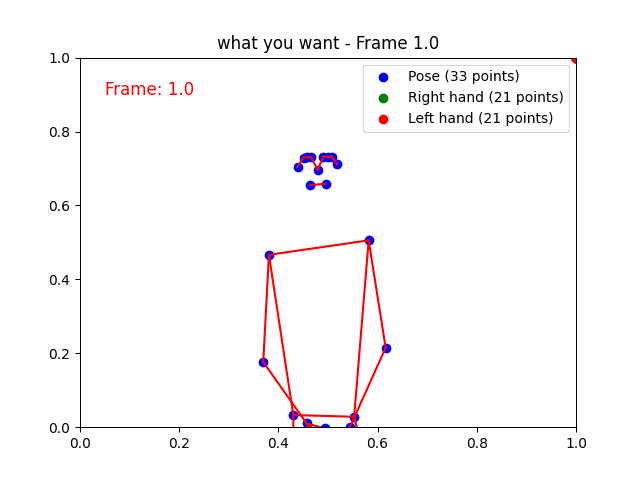 what you want - Frame 1.0
Frame: 1.0
Pose (33 points)
Right hand (21 points)
Left hand (21 points)
1.0
0.8
0.6
0.4
0.2
0.0
0.0 0.2 0.4 0.6 0.8 1.0